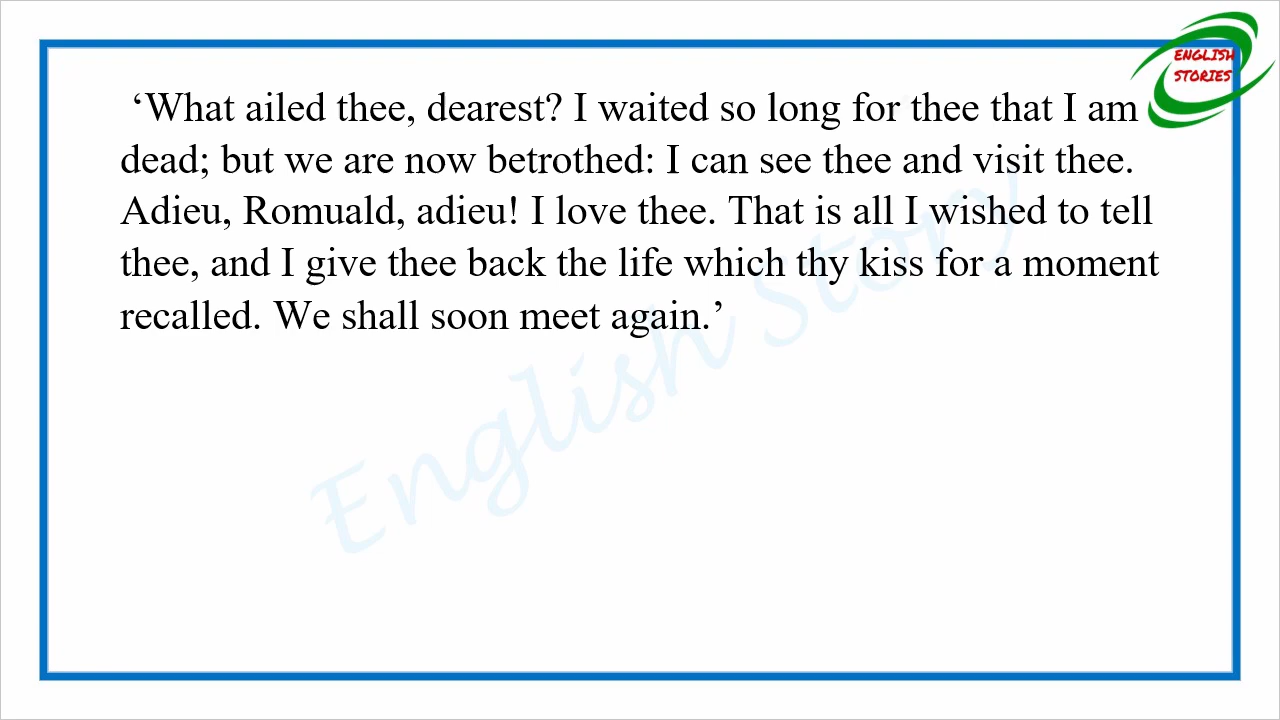 ENGLISH
STORIES
‘What ailed thee, dearest? I waited so long for thee that I am
dead; but we are now betrothed: I can see thee and visit thee.
Adieu, Romuald, adieu! I love thee. That is all I wished to tell
thee, and I give thee back the life which thy kiss for a moment
recalled. We shall soon meet again.’
English Story